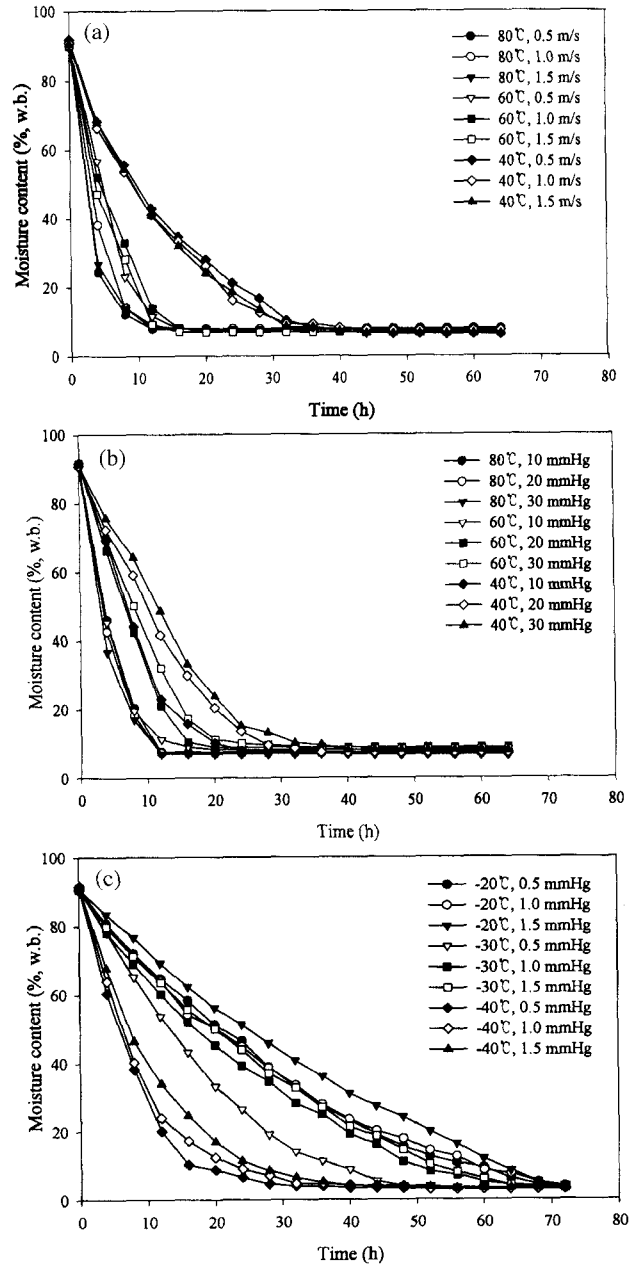 (a)
80℃, 0.5 m/s
80℃, 1.0 m/s
80℃, 1.5 m/s
60℃, 0.5 m/s
60℃, 1.0 m/s
60℃, 1.5 m/s
40℃, 0.5 m/s
40℃, 1.0 m/s
40℃, 1.5 m/s
Moisture content (%, w.b.)
100
80
60
40
20
0
0 10 20 30 40 50 60 70 80
Time (h)
(b)
80℃, 10 mmHg
80℃, 20 mmHg
80℃, 30 mmHg
60℃, 10 mmHg
60℃, 20 mmHg
60℃, 30 mmHg
40℃, 10 mmHg
40℃, 20 mmHg
40℃, 30 mmHg
Moisture content (%, w.b.)
100
80
60
40
20
0
0 10 20 30 40 50 60 70 80
Time (h)
(c)
-20℃, 0.5 mmHg
-20℃, 1.0 mmHg
-20℃, 1.5 mmHg
-30℃, 0.5 mmHg
-30℃, 1.0 mmHg
-30℃, 1.5 mmHg
-40℃, 0.5 mmHg
-40℃, 1.0 mmHg
-40℃, 1.5 mmHg
Moisture content (%, w.b.)
100
80
60
40
20
0
0 10 20 30 40 50 60 70 80
Time (h)